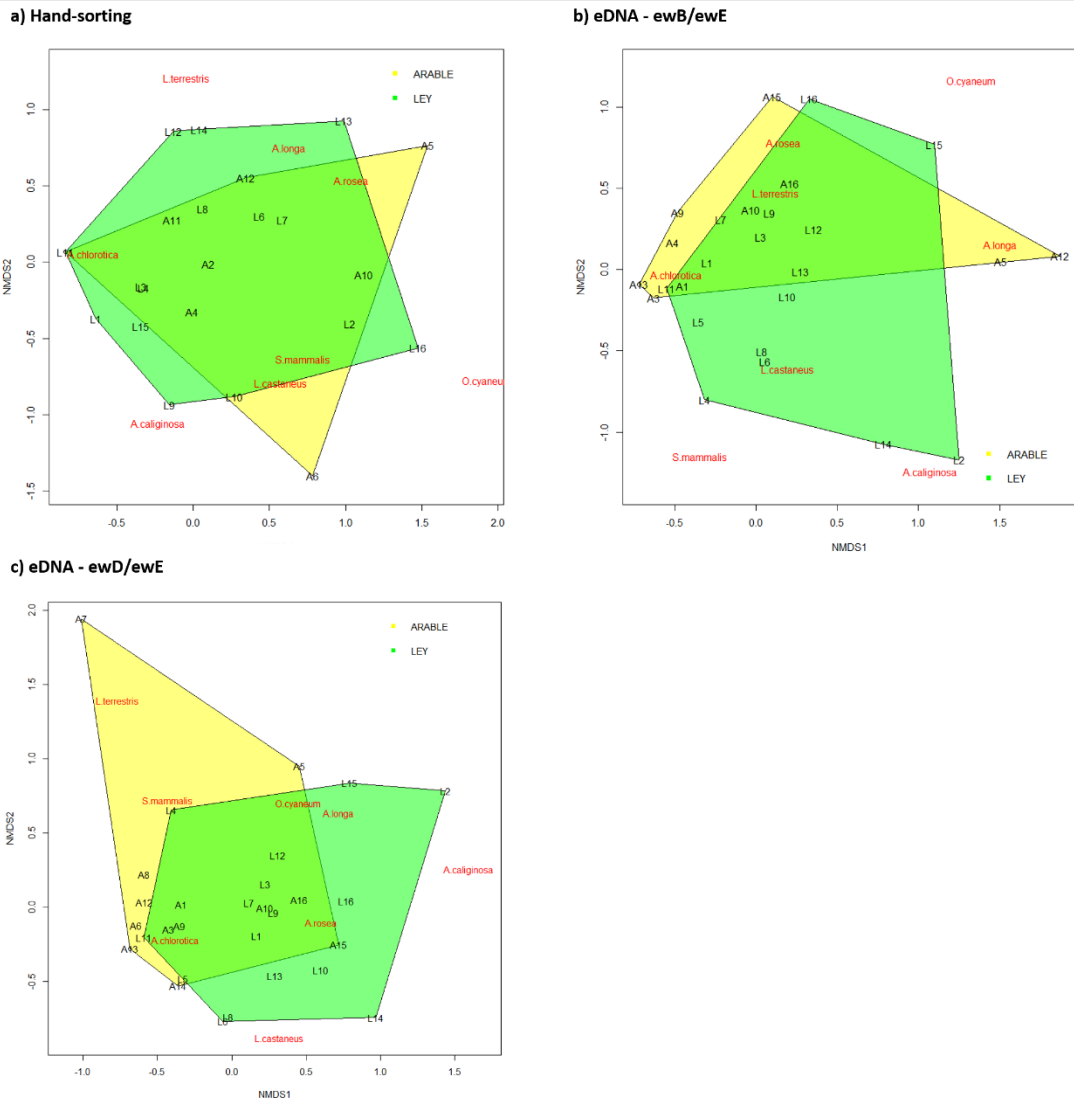 a) Hand-sorting
b) eDNA - ewB/ewE
L.terrestris
ARABLE
LEY
L12
L14
L13
A.longa
A5
A12
A.rosea
L8
A11
L6
L7
L11
A.chlorotica
A2
A10
L3
L4
A4
L1
L15
L2
L16
S.mammalis
L.castaneus
O.cyaneu
L10
L9
A.caliginosa
A6
NMDS2
1.0
0.5
0.0
-0.5
-1.0
-1.5
-0.5
0.0
0.5
1.0
1.5
2.0
O.cyaneum
A15
L16
A.rosea
L15
A16
L.terrestris
A9
A10
L9
L7
L12
A4
L3
A.longa
A12
A5
L1
L13
A.chlorotica
A13
L11
A1
A3
L10
L5
L8
L6
L.castaneus
L4
L14
L2
S.mammalis
A.caliginosa
ARABLE
LEY
NMDS2
1.0
0.5
0.0
-0.5
-1.0
-0.5
0.0
0.5
1.0
1.5
NMDS1
c) eDNA - ewD/ewE
A7
ARABLE
LEY
L.terrestris
A5
L15
L2
S.mammalis
O.cyaneum
L4
A.longa
L12
A.caliginosa
A8
L3
A12
A1
L7
A10
L9
A16
L16
A6
A3
A9
A.rosea
L11
A.chlorotica
L1
A13
A15
L5
A14
L13
L10
L8
L6
L14
L.castaneus
NMDS2
2.0
1.5
1.0
0.5
0.0
-0.5
-1.0
-0.5
0.0
0.5
1.0
1.5
NMDS1